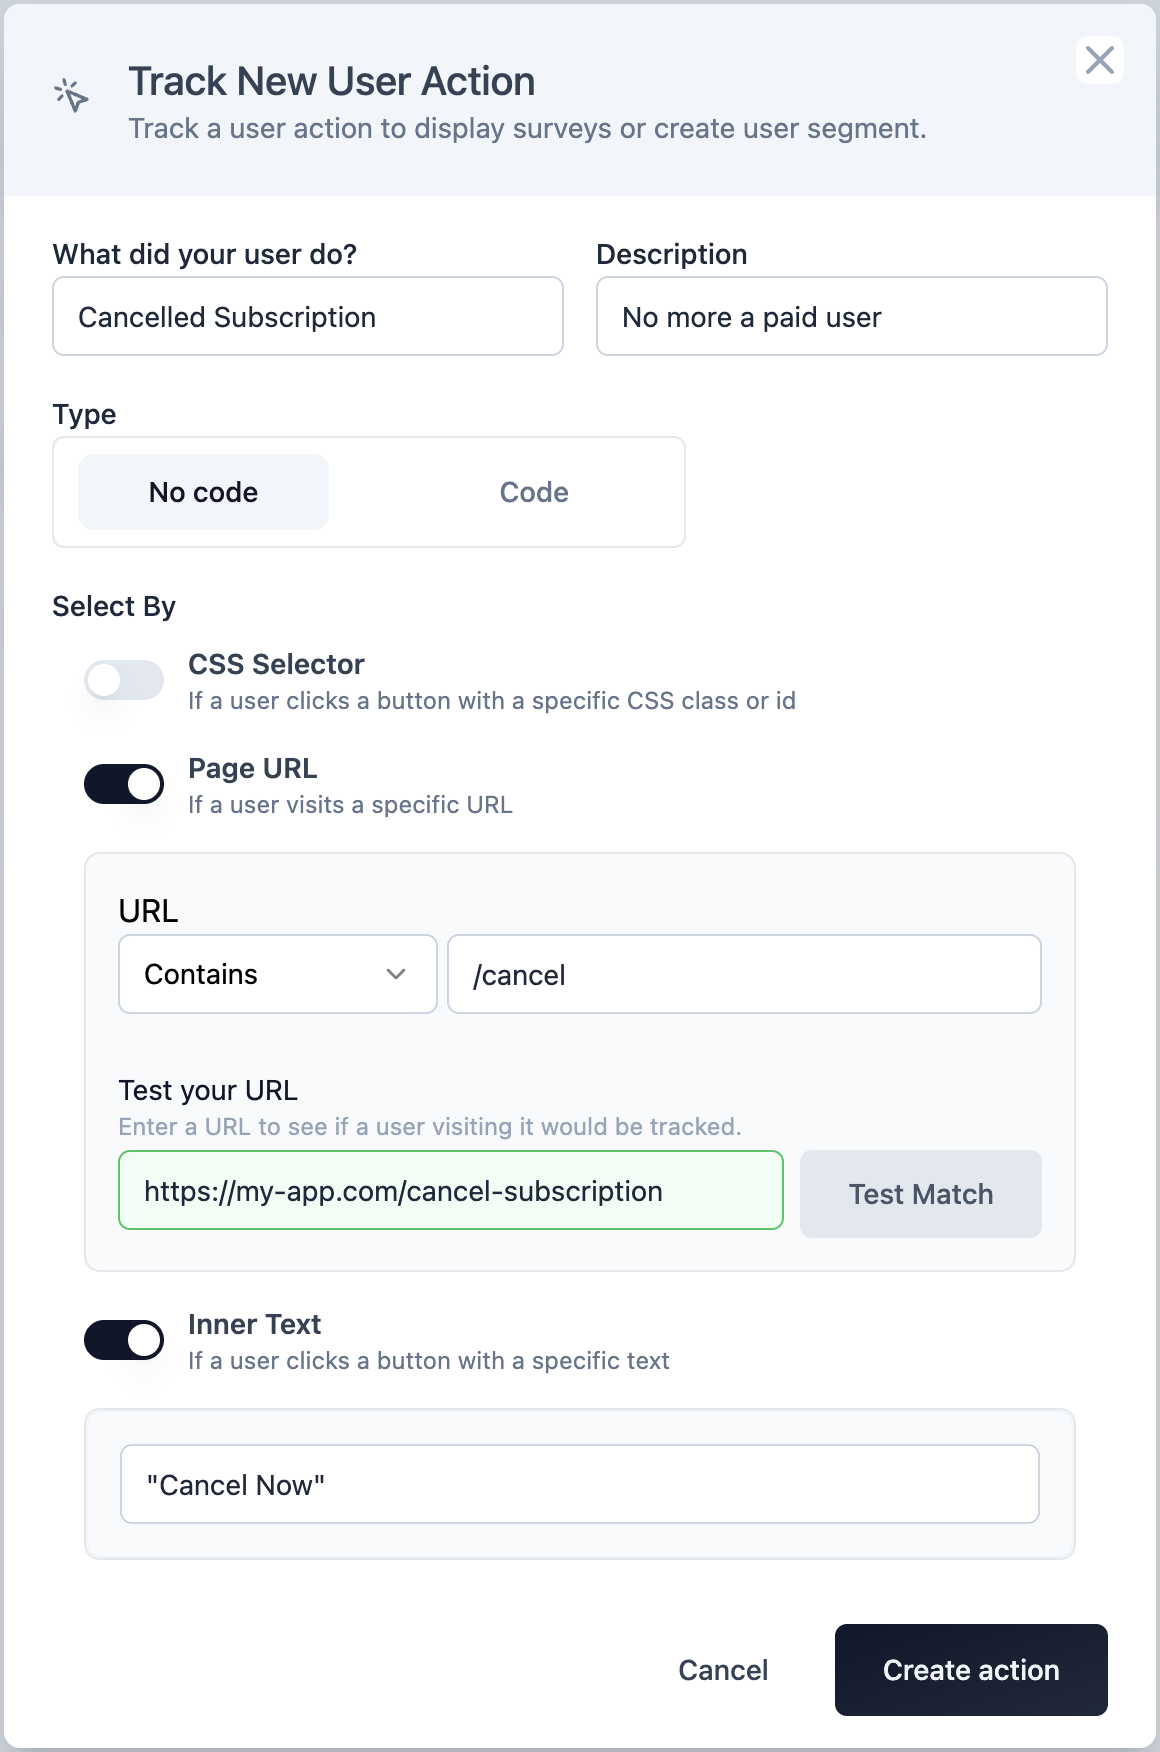 Track New User Action
Track a user action to display surveys or create user segment.
What did your user do?
Description
Cancelled Subscription
No more a paid user
Type
No code
Code
Select By
CSS Selector
If a user clicks a button with a specific CSS class or id
Page URL
If a user visits a specific URL
URL
Contains
/cancel
Test your URL
Enter a URL to see if a user visiting it would be tracked.
https://my-app.com/cancel-subscription
Test Match
Inner Text
If a user clicks a button with a specific text
"Cancel Now"
Cancel
Create action